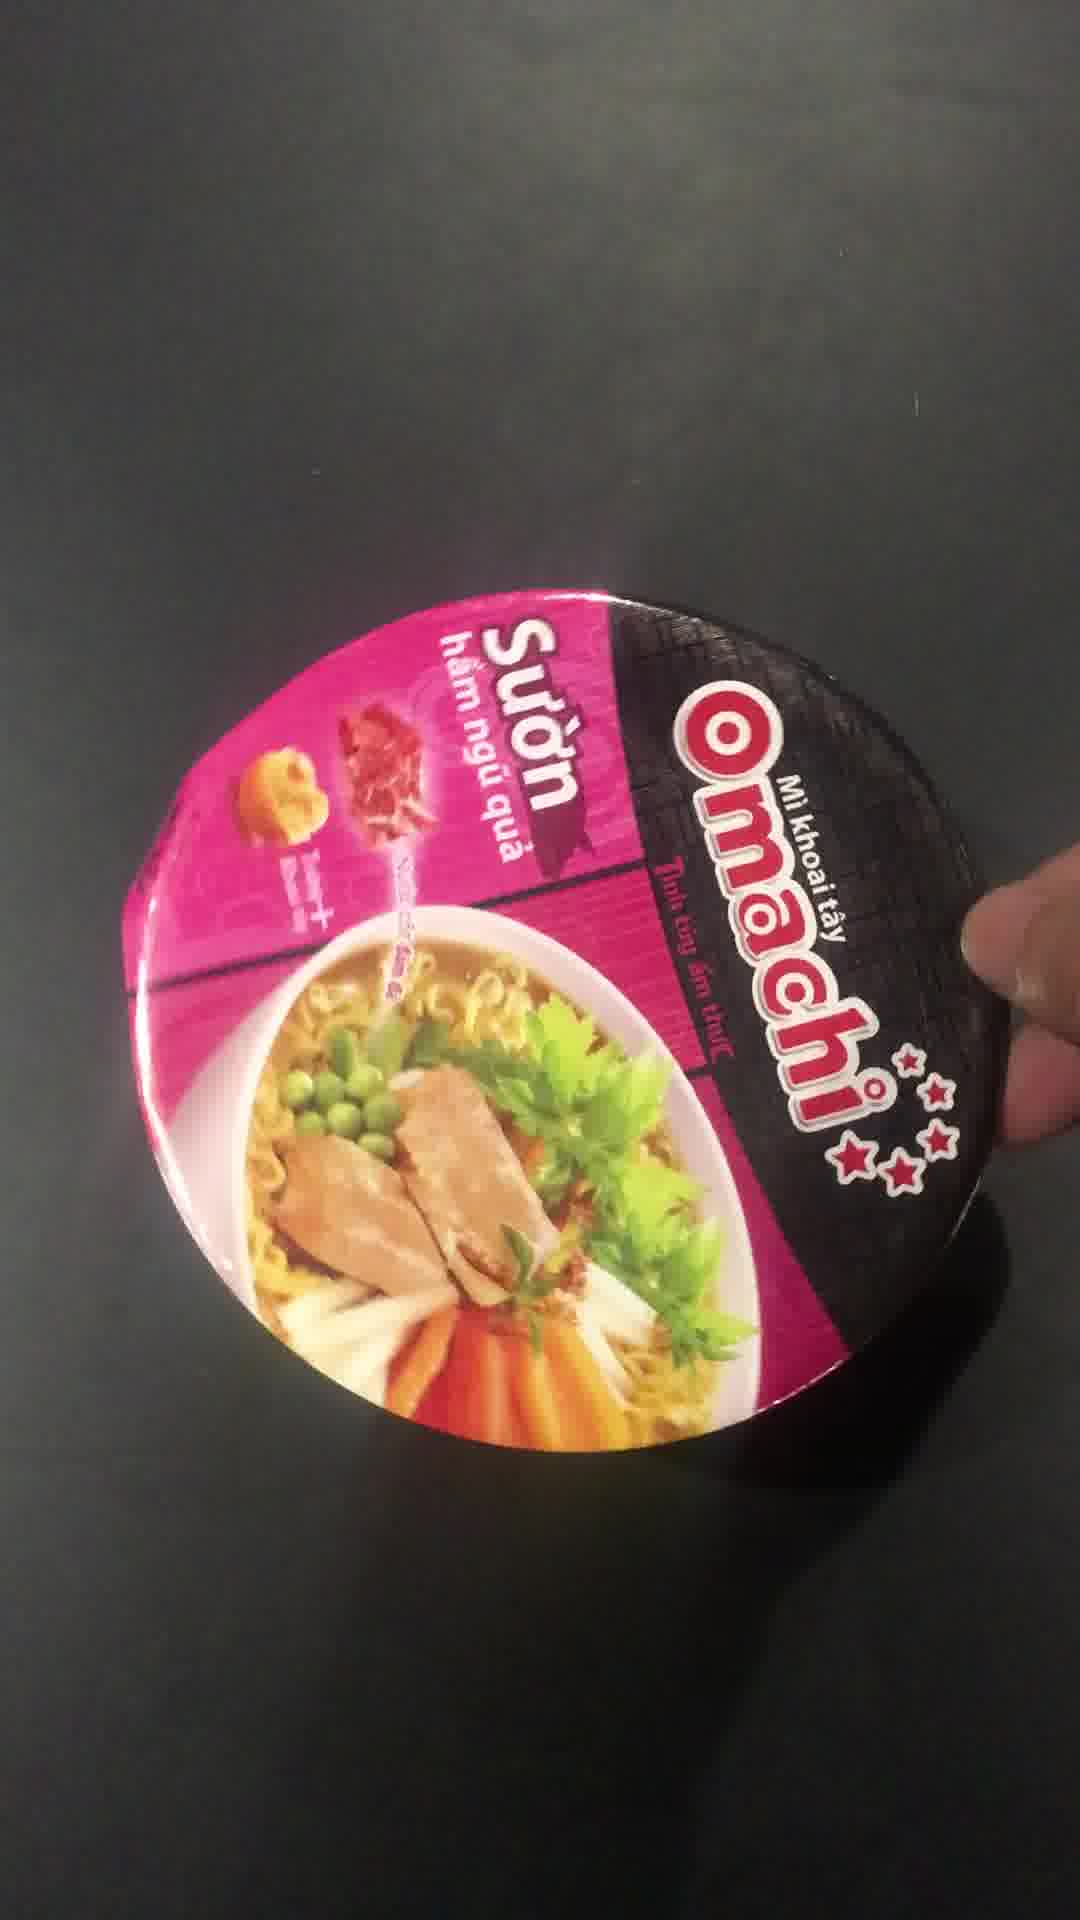 Mì khoai tây
omachi
Tinh túy ẩm thực
Sườn
hầm ngũ quả